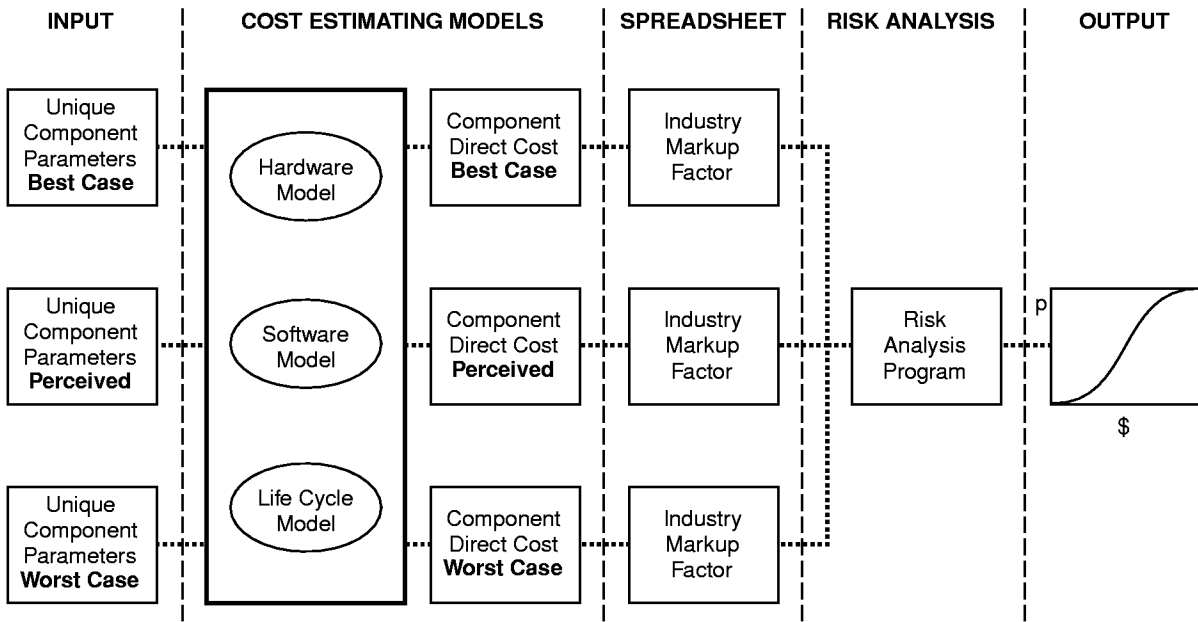 INPUT
COST ESTIMATING MODELS
SPREADSHEET
RISK ANALYSIS
OUTPUT
Unique
Component
Parameters
Best Case
Hardware
Model
Component
Direct Cost
Best Case
Industry
Markup
Factor
Unique
Component
Parameters
Perceived
Software
Model
Component
Direct Cost
Perceived
Industry
Markup
Factor
Risk
Analysis
Program
p
$
Unique
Component
Parameters
Worst Case
Life Cycle
Model
Component
Direct Cost
Worst Case
Industry
Markup
Factor